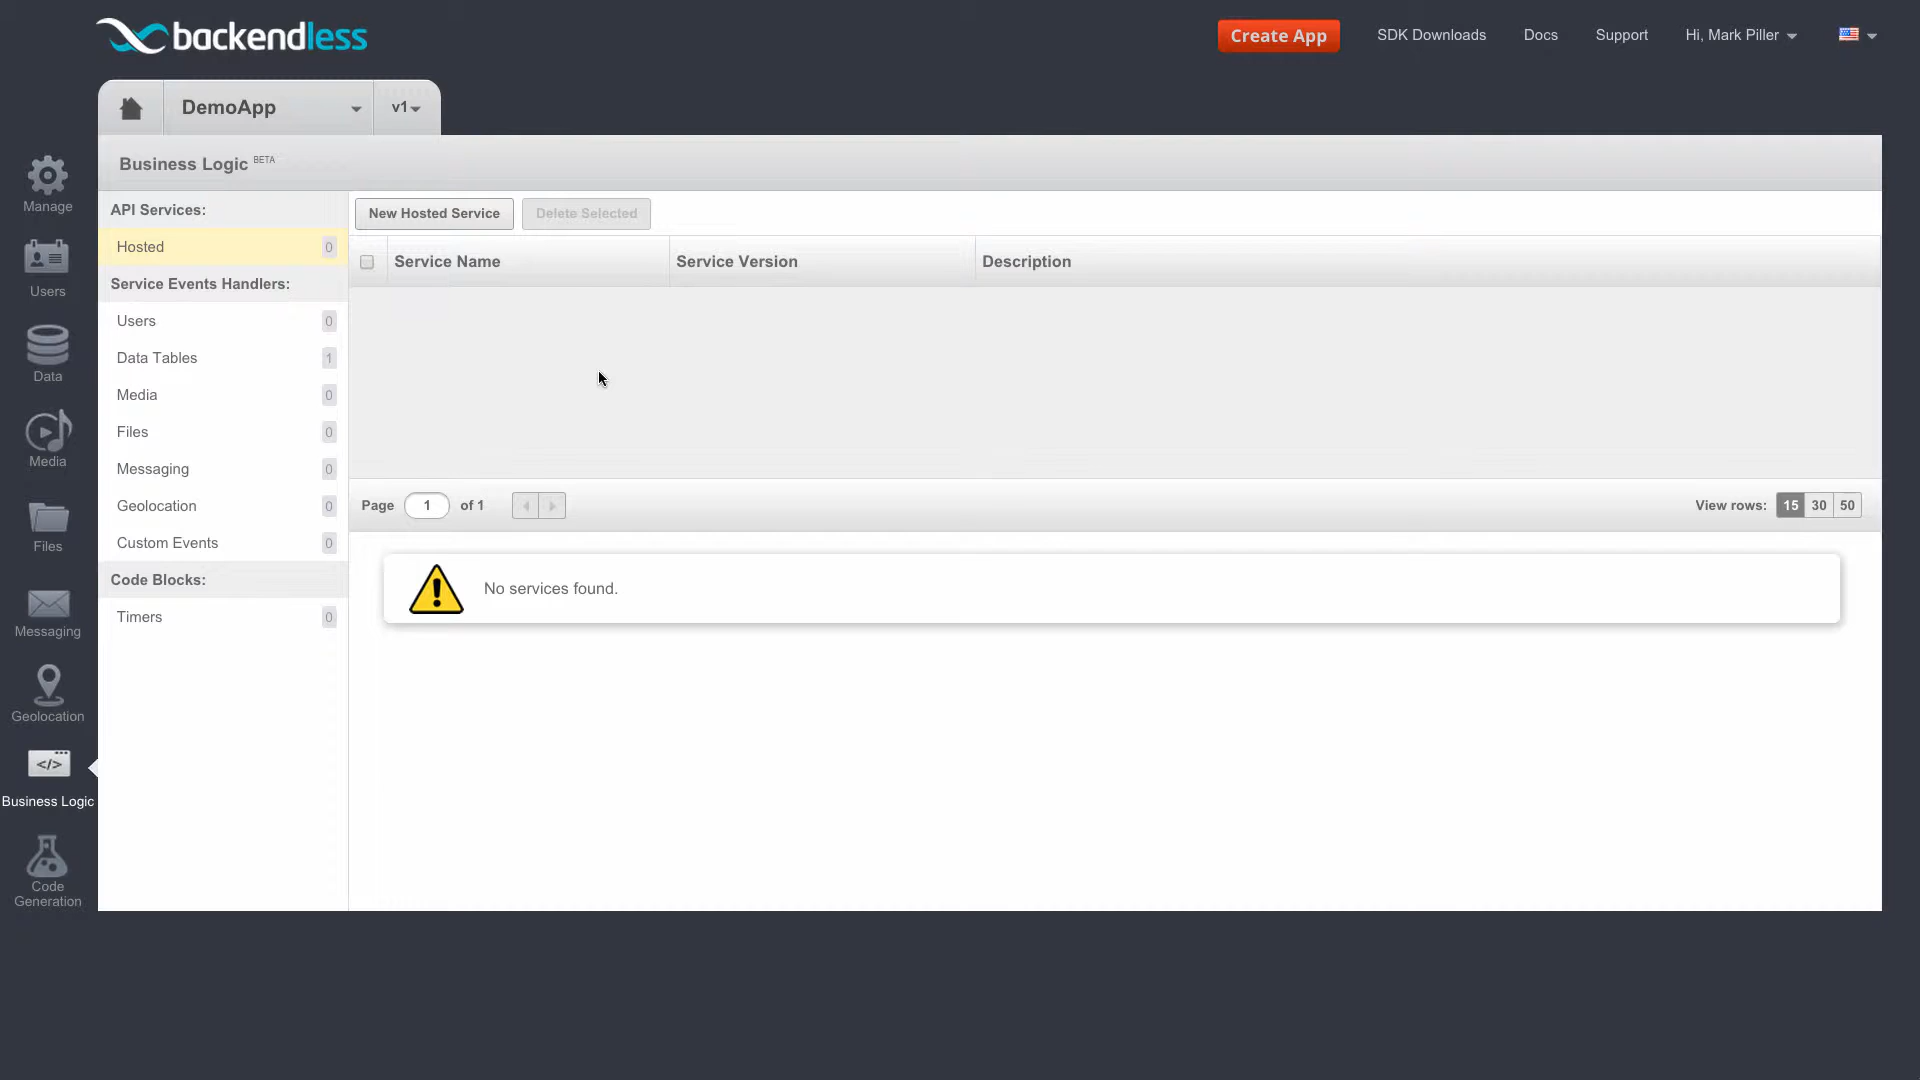 backendless
Create App
SDK Downloads
Docs
Support
Hi, Mark Piller
DemoApp
v1
Business Logic BETA
Manage
Users
Data
Media
Files
Messaging
Geolocation
Business Logic
Code
Generation
API Services:
Hosted 0
Service Events Handlers:
Users 0
Data Tables 1
Media 0
Files 0
Messaging 0
Geolocation 0
Custom Events 0
Code Blocks:
Timers 0
New Hosted Service
Delete Selected
Service Name
Service Version
Description
Page 1 of 1
View rows: 15 30 50
No services found.